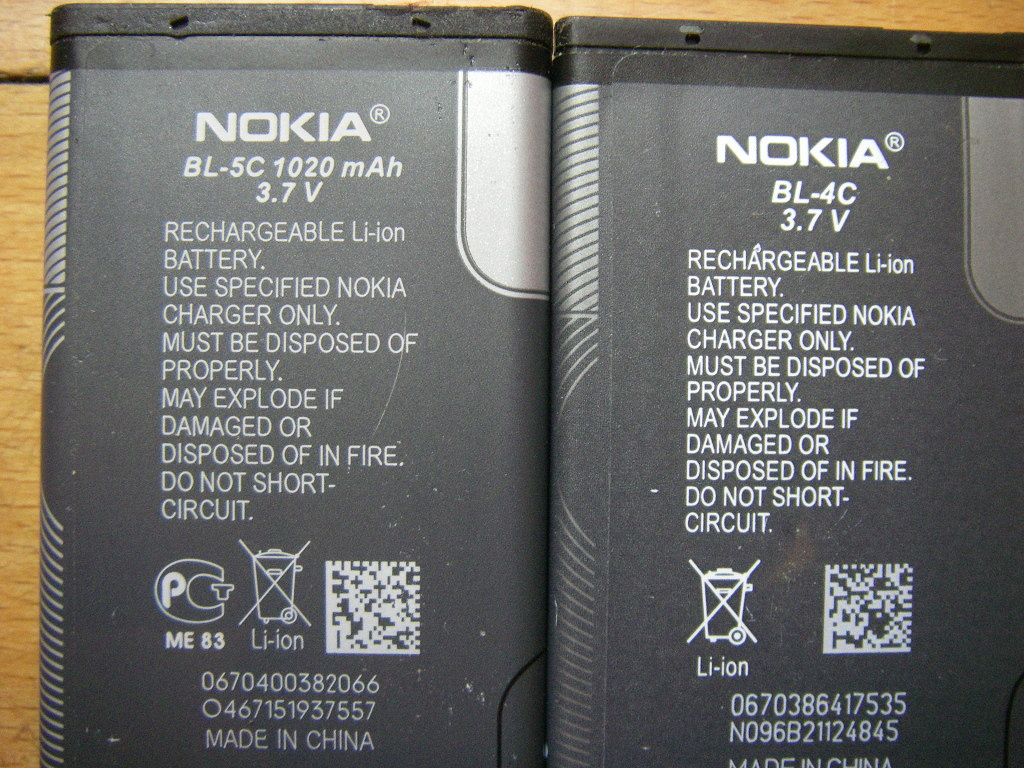 NOKIA®
BL-5C 1020 mAh
3.7 V
RECHARGEABLE Li-ion
BATTERY.
USE SPECIFIED NOKIA
CHARGER ONLY.
MUST BE DISPOSED OF
PROPERLY.
MAY EXPLODE IF
DAMAGED OR
DISPOSED OF IN FIRE.
DO NOT SHORT-
CIRCUIT.
ME 83
Li-ion
0670400382066
O467151937557
MADE IN CHINA
NOKIA®
BL-4C
3.7 V
RECHARGEABLE Li-ion
BATTERY.
USE SPECIFIED NOKIA
CHARGER ONLY.
MUST BE DISPOSED OF
PROPERLY.
MAY EXPLODE IF
DAMAGED OR
DISPOSED OF IN FIRE.
DO NOT SHORT-
CIRCUIT.
Li-ion
0670386417535
N096B21124845
MADE IN CHINA